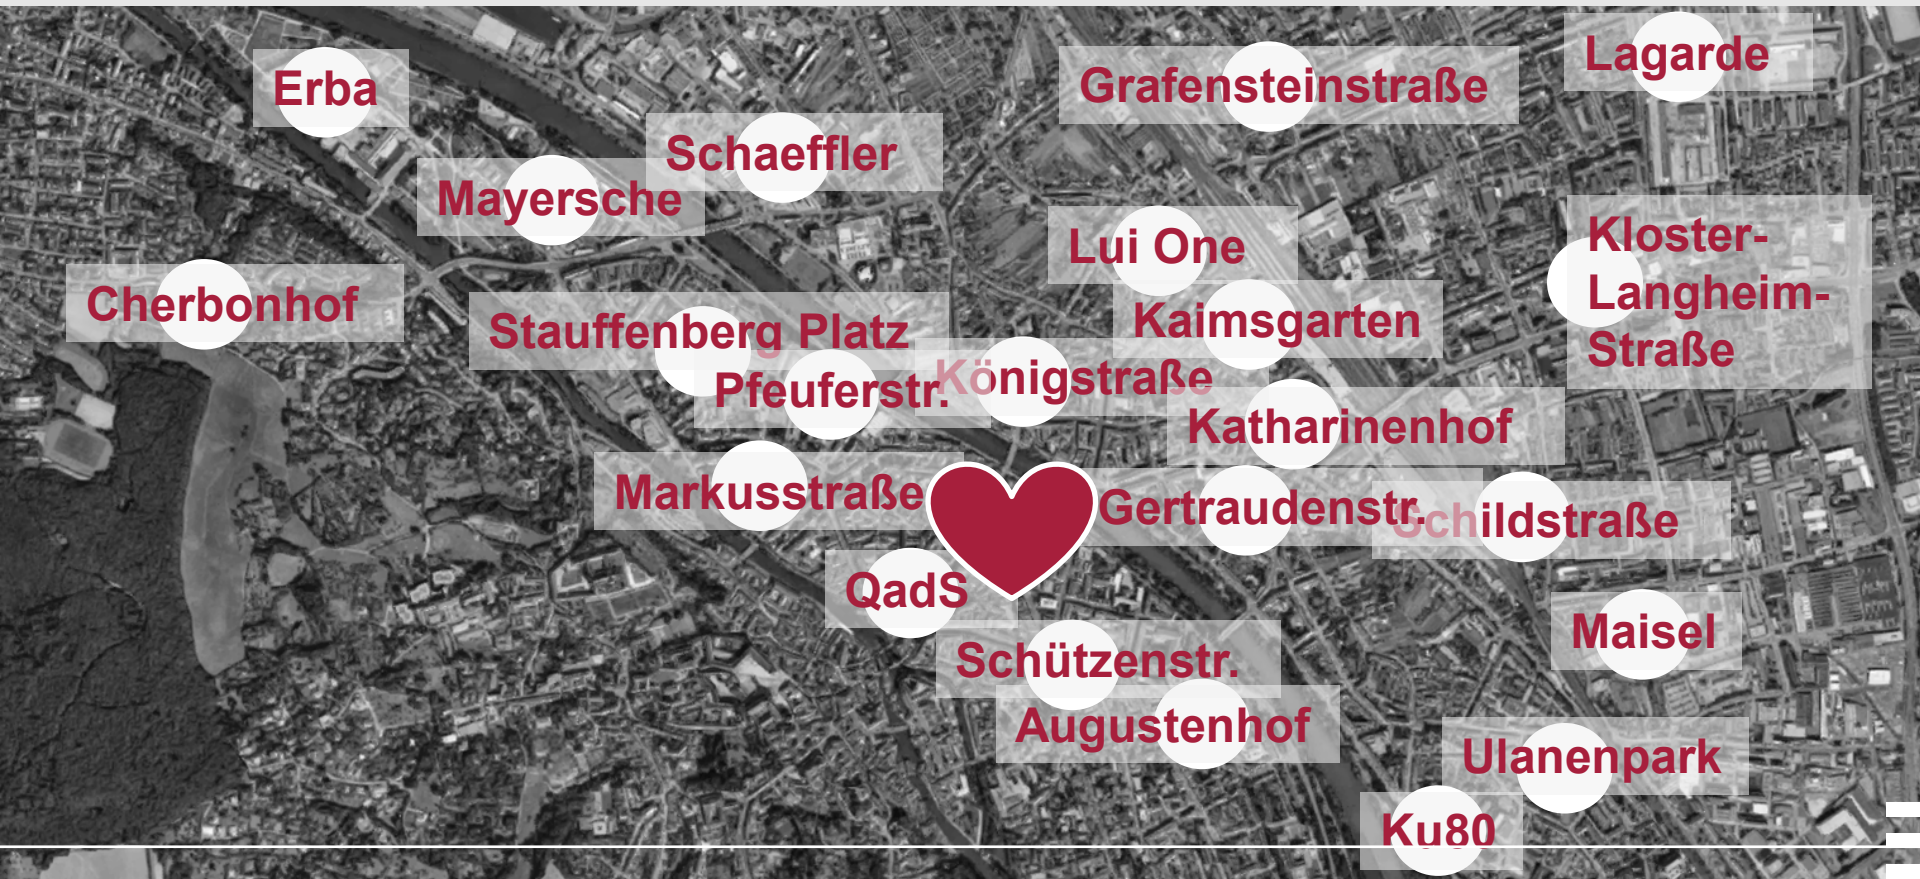 Lagarde
Erba
Grafensteinstraße
Schaeffler
Mayersche
Lui One
Kloster-
Langheim-
Straße
Cherbonhof
Kaimsgarten
Stauffenberg Platz
Pfeuferstr.
Königstraße
Katharinenhof
Markusstraße
Gertraudenstr.
Schildstraße
QadS
Maisel
Schützenstr.
Augustenhof
Ulanenpark
Ku80